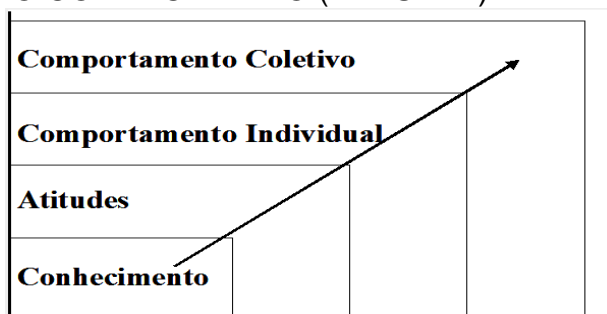 Comportamento Coletivo
Comportamento Individual
Atitudes
Conhecimento